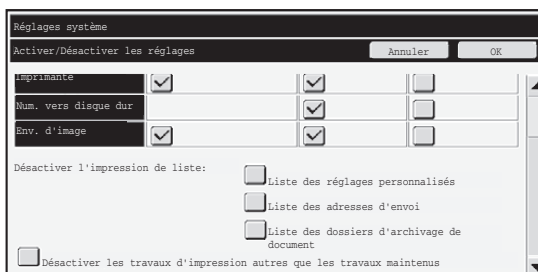 Réglages système
Activer/Désactiver les réglages Annuler OK
Imprimante
Num. vers disque dur
Env. d'image
Désactiver l'impression de liste:
Liste des réglages personnalisés
Liste des adresses d'envoi
Liste des dossiers d'archivage de
document
Désactiver les travaux d'impression autres que les travaux maintenus